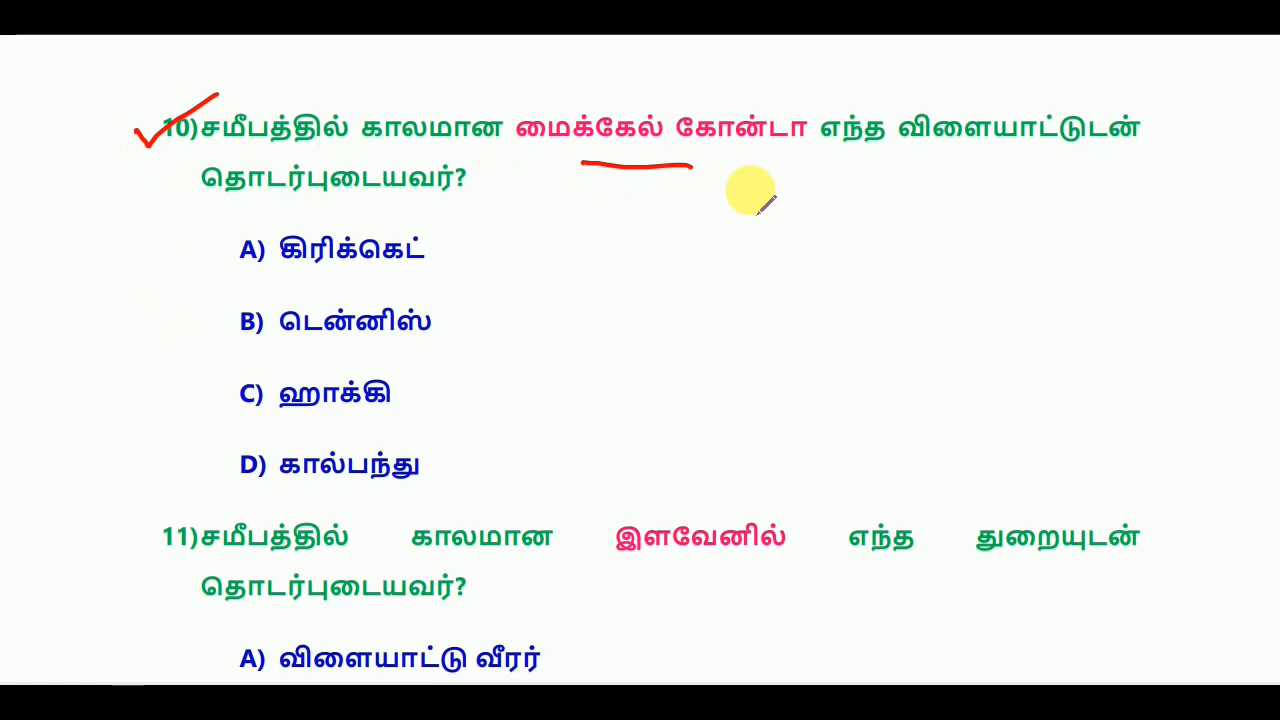 10)சமீபத்தில் காலமான மைக்கேல் கோன்டா எந்த விளையாட்டுடன்
தொடர்புடையவர்?
A) கிரிக்கெட்
B) டென்னிஸ்
C) ஹாக்கி
D) கால்பந்து
11)சமீபத்தில் காலமான இளவேனில் எந்த துறையுடன்
தொடர்புடையவர்?
A) விளையாட்டு வீரர்